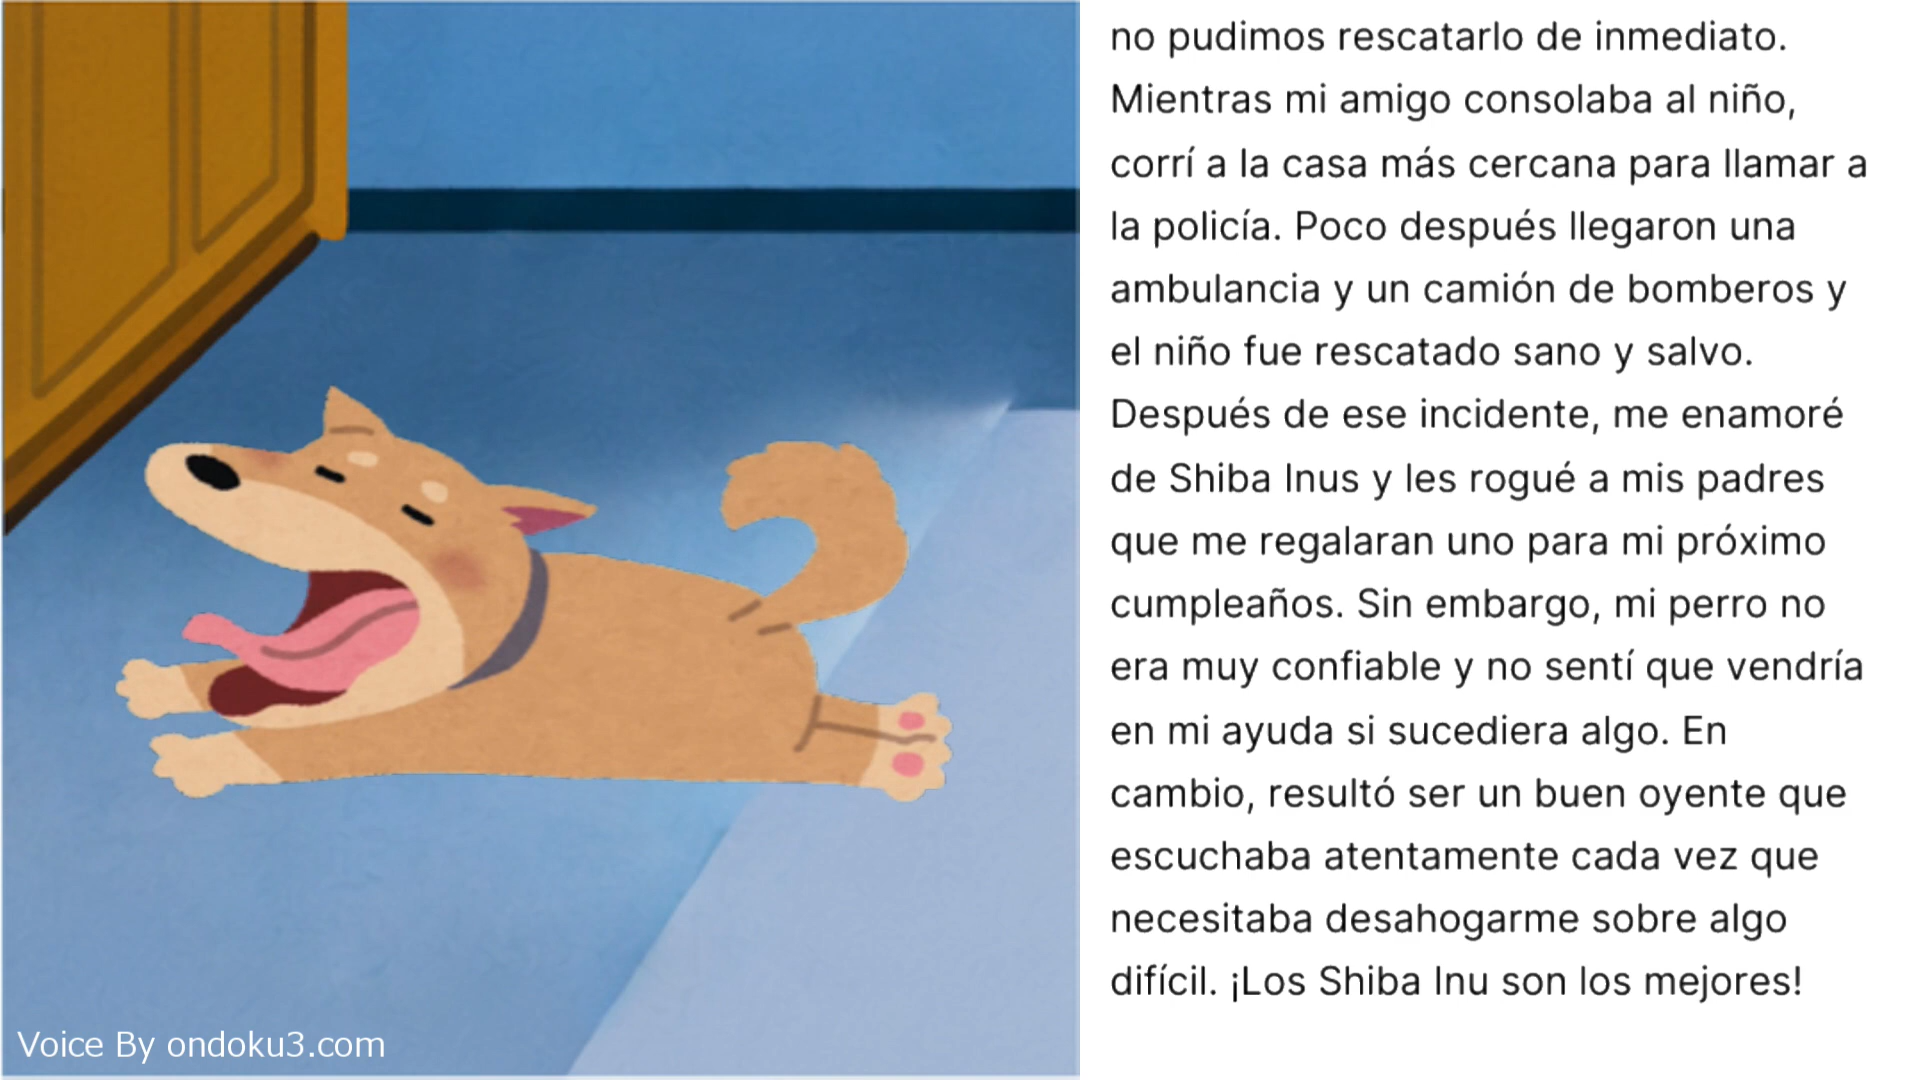 no pudimos rescatarlo de inmediato.
Mientras mi amigo consolaba al niño,
corrí a la casa más cercana para llamar a
la policía. Poco después llegaron una
ambulancia y un camión de bomberos y
el niño fue rescatado sano y salvo.
Después de ese incidente, me enamoré
de Shiba Inus y les rogué a mis padres
que me regalaran uno para mi próximo
cumpleaños. Sin embargo, mi perro no
era muy confiable y no sentí que vendría
en mi ayuda si sucediera algo. En
cambio, resultó ser un buen oyente que
escuchaba atentamente cada vez que
necesitaba desahogarme sobre algo
difícil. ¡Los Shiba Inu son los mejores!
Voice By ondoku3.com